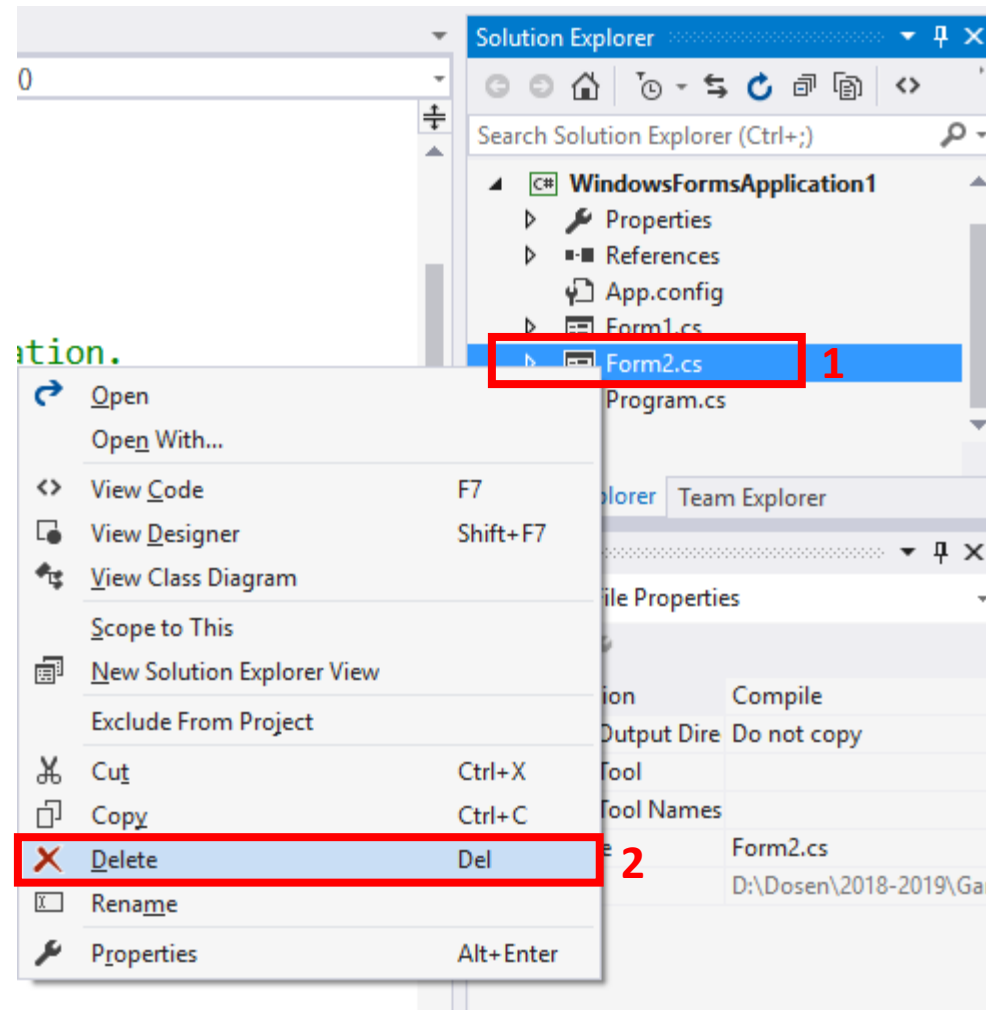 Solution Explorer
()
Search Solution Explorer (Ctrl+;)
C# WindowsFormsApplication1
Properties
References
App.config
Form1.cs
ation.
Form2.cs 1
Program.cs
Open
Open With...
View Code F7
View Designer Shift+F7
View Class Diagram
Scope to This
New Solution Explorer View
Exclude From Project
Cut Ctrl+X
Copy Ctrl+C
Delete Del 2
Rename
Properties Alt+Enter
plorer Team Explorer
File Properties
ion Compile
Output Dire Do not copy
Tool
Tool Names
e Form2.cs
D:\Dosen\2018-2019\Ga